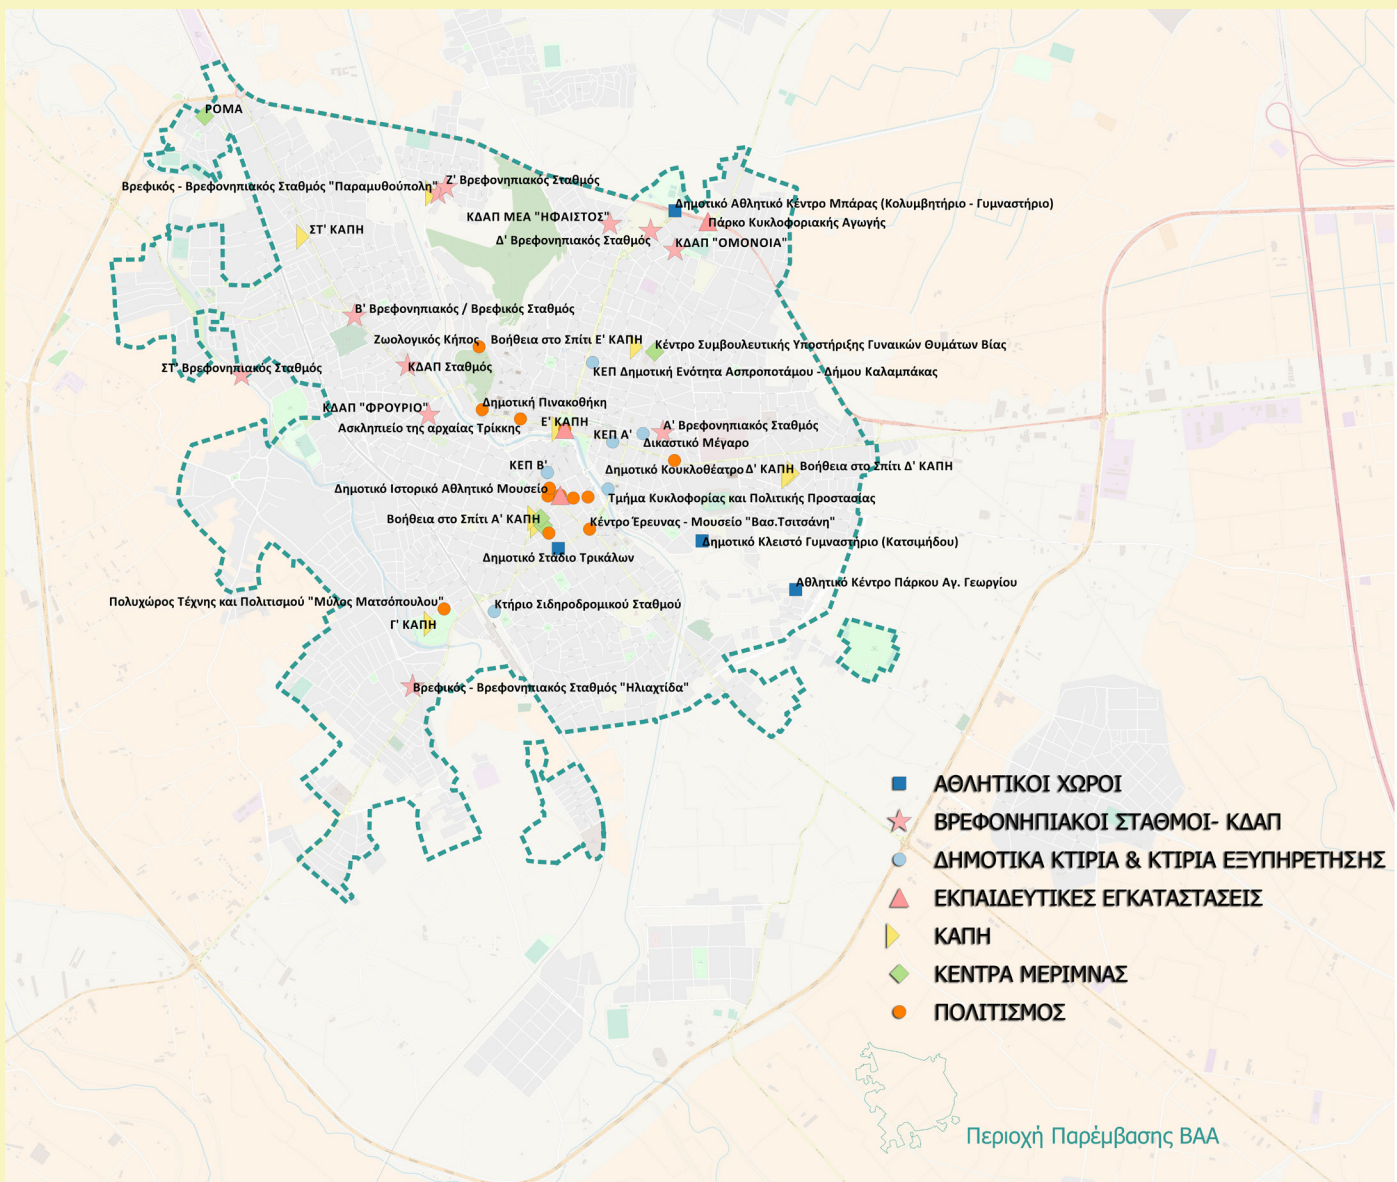 ΡΟΜΑ
Ζ' Βρεφονηπιακός Σταθμός
Βρεφικός - Βρεφονηπιακός Σταθμός "Παραμυθούπολη"
Δημοτικό Αθλητικό Κέντρο Μπάρας (Κολυμβητήριο - Γυμναστήριο)
ΚΔΑΠ ΜΕΑ "ΗΦΑΙΣΤΟΣ"
Πάρκο Κυκλοφοριακής Αγωγής
ΣΤ' ΚΑΠΗ
Δ' Βρεφονηπιακός Σταθμός
ΚΔΑΠ "ΟΜΟΝΟΙΑ"
Β' Βρεφονηπιακός / Βρεφικός Σταθμός
Ζωολογικός Κήπος
Βοήθεια στο Σπίτι Ε' ΚΑΠΗ
Κέντρο Συμβουλευτικής Υποστήριξης Γυναικών Θυμάτων Βίας
ΣΤ' Βρεφονηπιακός Σταθμός
ΚΔΑΠ Σταθμός
ΚΕΠ Δημοτική Ενότητα Ασπροποτάμου - Δήμου Καλαμπάκας
Δημοτική Πινακοθήκη
ΚΔΑΠ "ΦΡΟΥΡΙΟ"
Ε' ΚΑΠΗ
Ασκληπιείο της αρχαίας Τρίκκης
Α' Βρεφονηπιακός Σταθμός
ΚΕΠ Α'
Δικαστικό Μέγαρο
ΚΕΠ Β'
Δημοτικό Κουκλοθέατρο
Δ' ΚΑΠΗ
Βοήθεια στο Σπίτι Δ' ΚΑΠΗ
Δημοτικό Ιστορικό Αθλητικό Μουσείο
Τμήμα Κυκλοφορίας και Πολιτικής Προστασίας
Βοήθεια στο Σπίτι Α' ΚΑΠΗ
Κέντρο Έρευνας - Μουσείο "Βασ.Τσιτσάνη"
Δημοτικό Κλειστό Γυμναστήριο (Κατσιμήδου)
Δημοτικό Στάδιο Τρικάλων
Αθλητικό Κέντρο Πάρκου Αγ. Γεωργίου
Πολυχώρος Τέχνης και Πολιτισμού "Μύλος Ματσόπουλου"
Κτήριο Σιδηροδρομικού Σταθμού
Γ' ΚΑΠΗ
Βρεφικός - Βρεφονηπιακός Σταθμός "Ηλιαχτίδα"
ΑΘΛΗΤΙΚΟΙ ΧΩΡΟΙ
ΒΡΕΦΟΝΗΠΙΑΚΟΙ ΣΤΑΘΜΟΙ- ΚΔΑΠ
ΔΗΜΟΤΙΚΑ ΚΤΙΡΙΑ & ΚΤΙΡΙΑ ΕΞΥΠΗΡΕΤΗΣΗΣ
ΕΚΠΑΙΔΕΥΤΙΚΕΣ ΕΓΚΑΤΑΣΤΑΣΕΙΣ
ΚΑΠΗ
ΚΕΝΤΡΑ ΜΕΡΙΜΝΑΣ
ΠΟΛΙΤΙΣΜΟΣ
Περιοχή Παρέμβασης ΒΑΑ